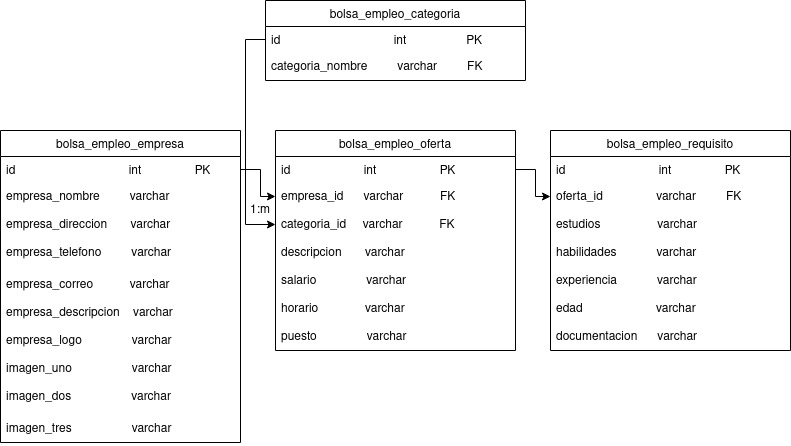 bolsa_empleo_categoria
id int PK
categoria_nombre varchar FK
bolsa_empleo_empresa
id int PK
empresa_nombre varchar
empresa_direccion varchar
empresa_telefono varchar
empresa_correo varchar
empresa_descripcion varchar
empresa_logo varchar
imagen_uno varchar
imagen_dos varchar
imagen_tres varchar
1:m
bolsa_empleo_oferta
id int PK
empresa_id varchar FK
categoria_id varchar FK
descripcion varchar
salario varchar
horario varchar
puesto varchar
bolsa_empleo_requisito
id int PK
oferta_id varchar FK
estudios varchar
habilidades varchar
experiencia varchar
edad varchar
documentacion varchar